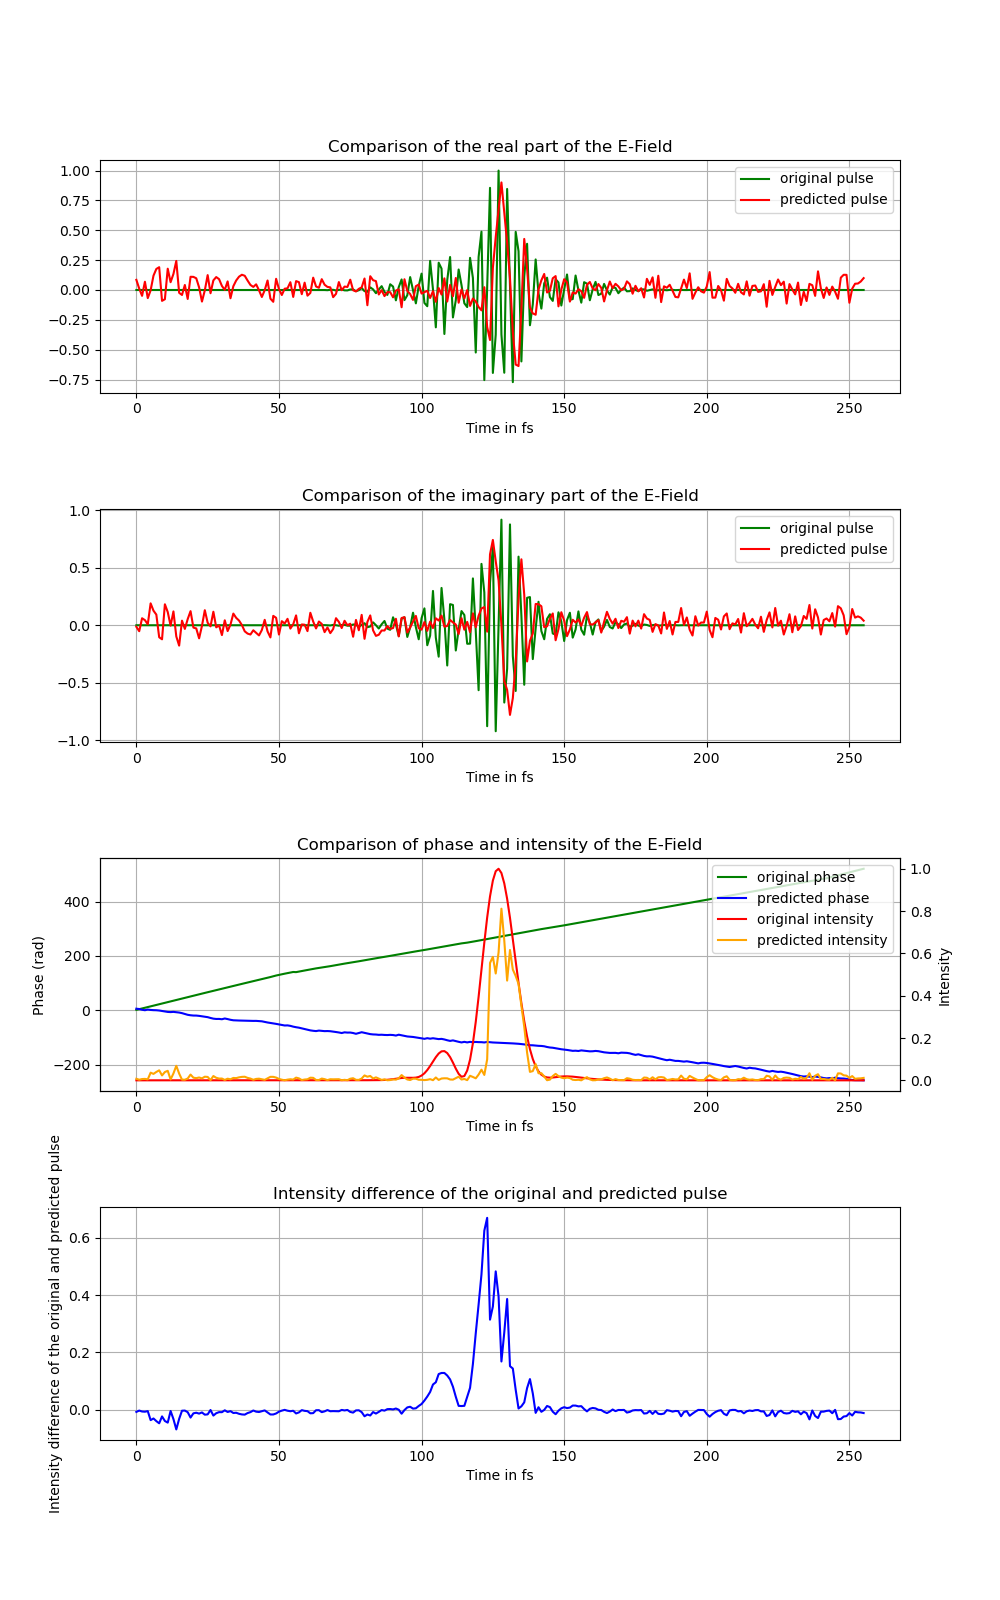 Comparison of the real part of the E-Field
1.00
0.75
0.50
0.25
0.00
−0.25
−0.50
−0.75
original pulse
predicted pulse
0 50 100 150 200 250
Time in fs
Comparison of the imaginary part of the E-Field
1.0
0.5
0.0
−0.5
−1.0
original pulse
predicted pulse
0 50 100 150 200 250
Time in fs
Comparison of phase and intensity of the E-Field
Phase (rad)
400
200
0
−200
original phase
predicted phase
original intensity
predicted intensity
1.0
0.8
0.6
0.4
0.2
0.0
Intensity
0 50 100 150 200 250
Time in fs
Intensity difference of the original and predicted pulse
Intensity difference of the original and predicted pulse
0.6
0.4
0.2
0.0
0 50 100 150 200 250
Time in fs